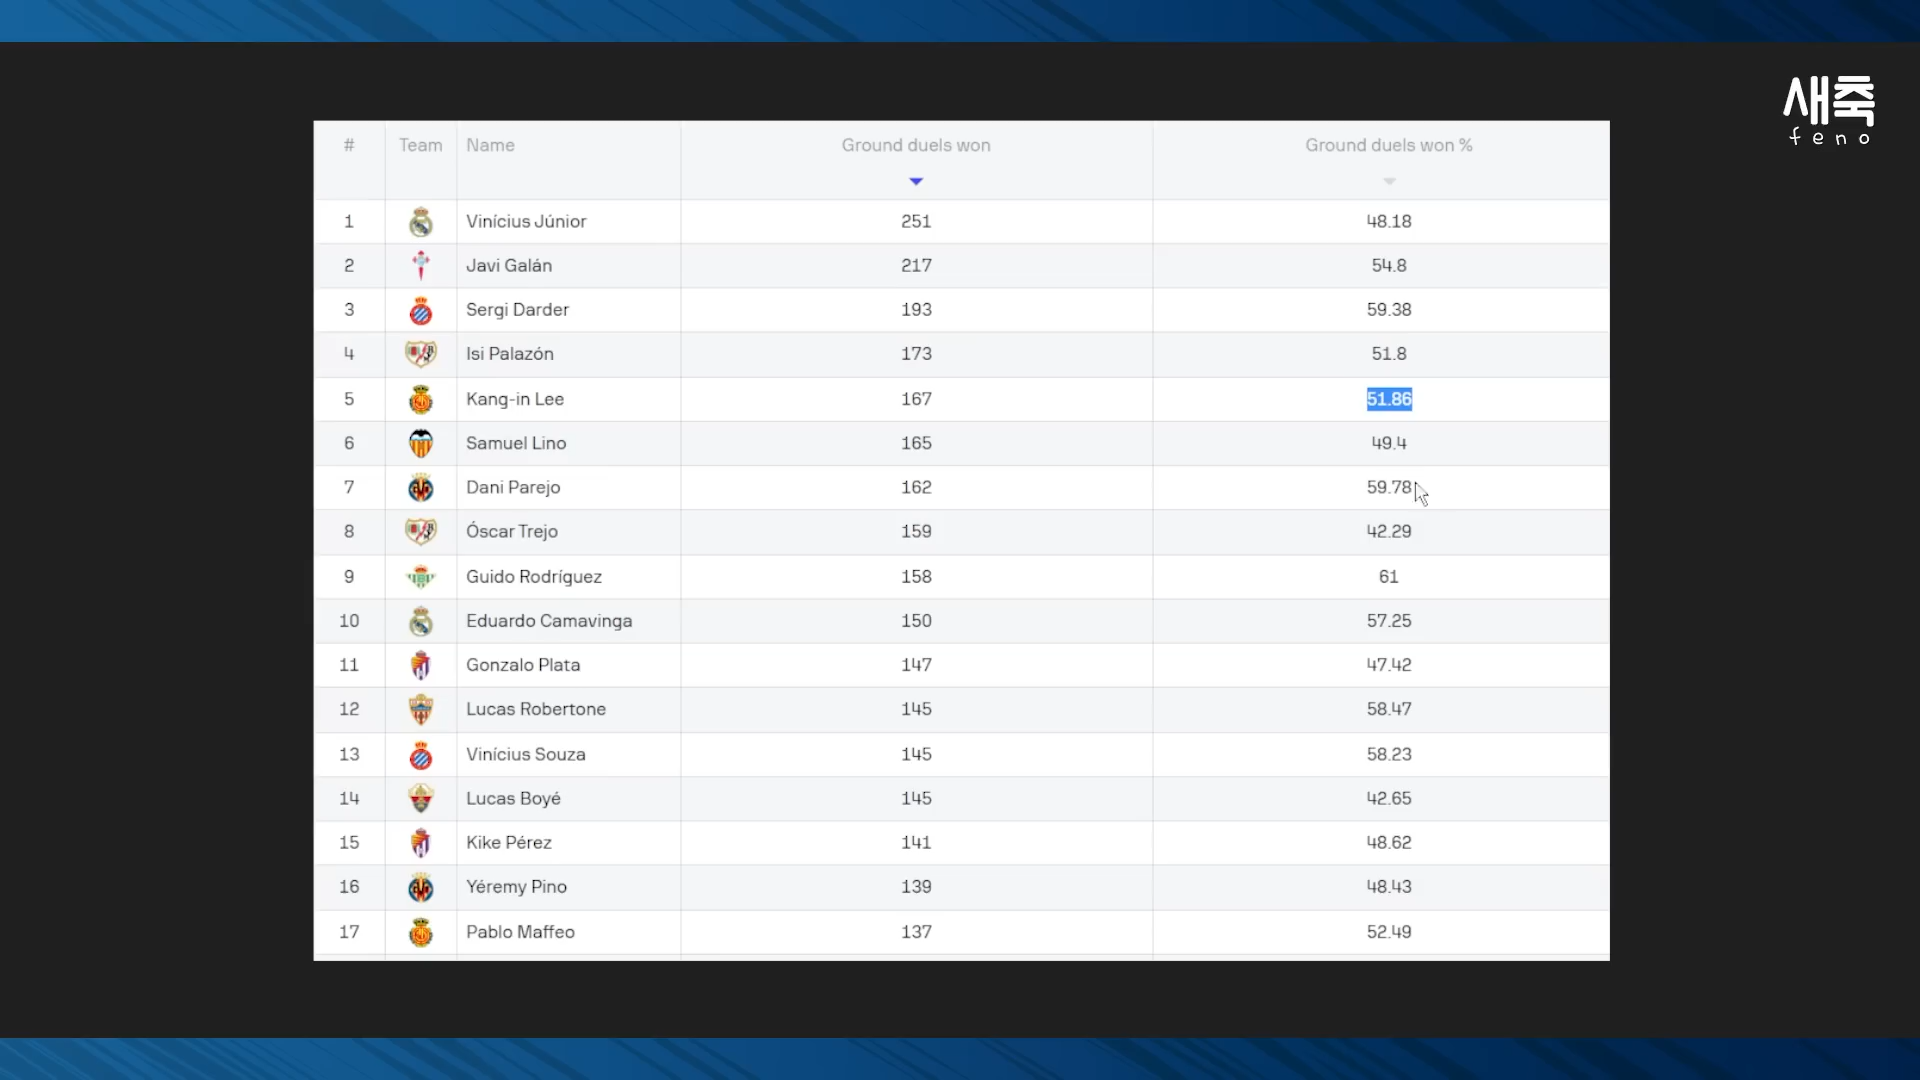 새축
feno
# Team Name Ground duels won Ground duels won %
1 Vinícius Júnior 251 48.18
2 Javi Galán 217 54.8
3 Sergi Darder 193 59.38
4 Isi Palazón 173 51.8
5 Kang-in Lee 167 51.86
6 Samuel Lino 165 49.4
7 Dani Parejo 162 59.78
8 Óscar Trejo 159 42.29
9 Guido Rodríguez 158 61
10 Eduardo Camavinga 150 57.25
11 Gonzalo Plata 147 47.42
12 Lucas Robertone 145 58.47
13 Vinícius Souza 145 58.23
14 Lucas Boyé 145 42.65
15 Kike Pérez 141 48.62
16 Yéremy Pino 139 48.43
17 Pablo Maffeo 137 52.49